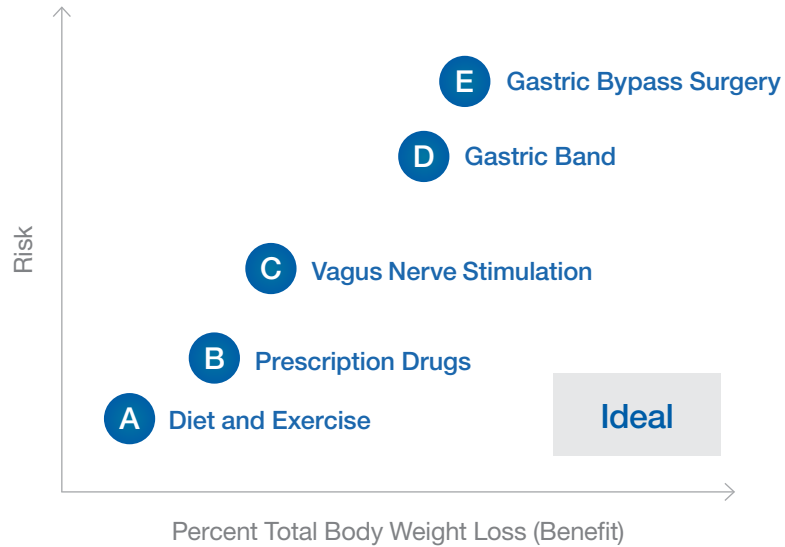 E Gastric Bypass Surgery
D Gastric Band
Risk
C Vagus Nerve Stimulation
B Prescription Drugs
A Diet and Exercise
Ideal
Percent Total Body Weight Loss (Benefit)